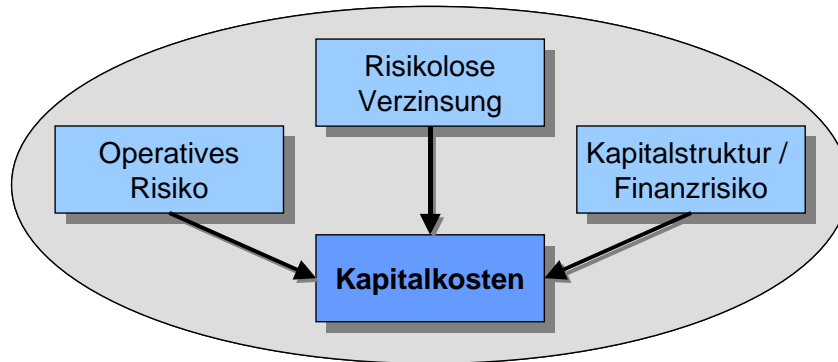 Risikolose
Verzinsung
Operatives
Risiko
Kapitalstruktur /
Finanzrisiko
Kapitalkosten